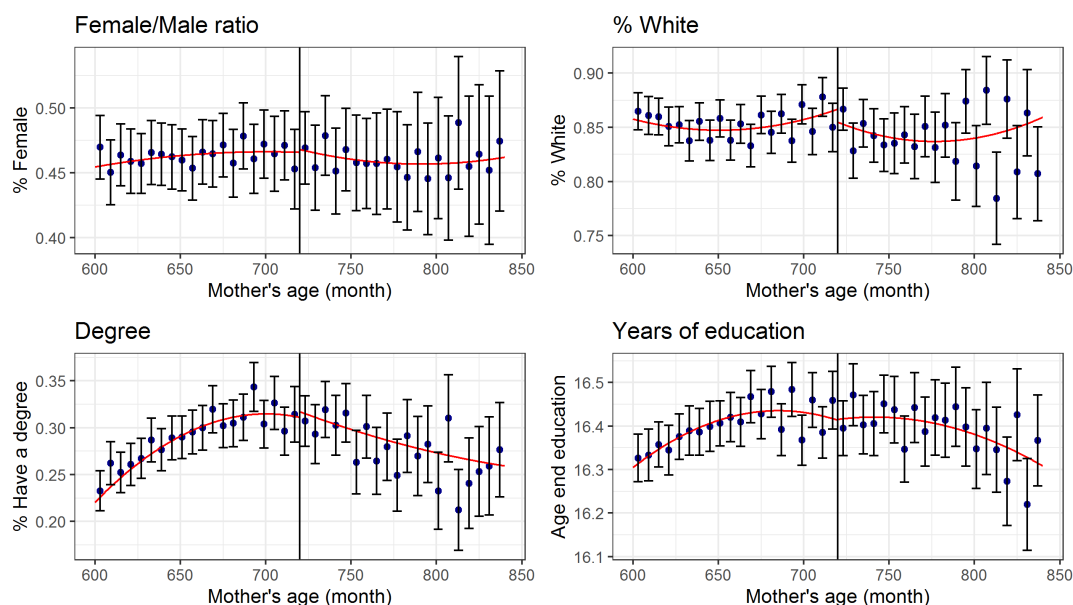 Female/Male ratio
% Female
0.50
0.45
0.40
600 650 700 750 800 850
Mother's age (month)
% White
% White
0.90
0.85
0.80
0.75
600 650 700 750 800 850
Mother's age (month)
Degree
% Have a degree
0.35
0.30
0.25
0.20
600 650 700 750 800 850
Mother's age (month)
Years of education
Age end education
16.5
16.4
16.3
16.2
16.1
600 650 700 750 800 850
Mother's age (month)